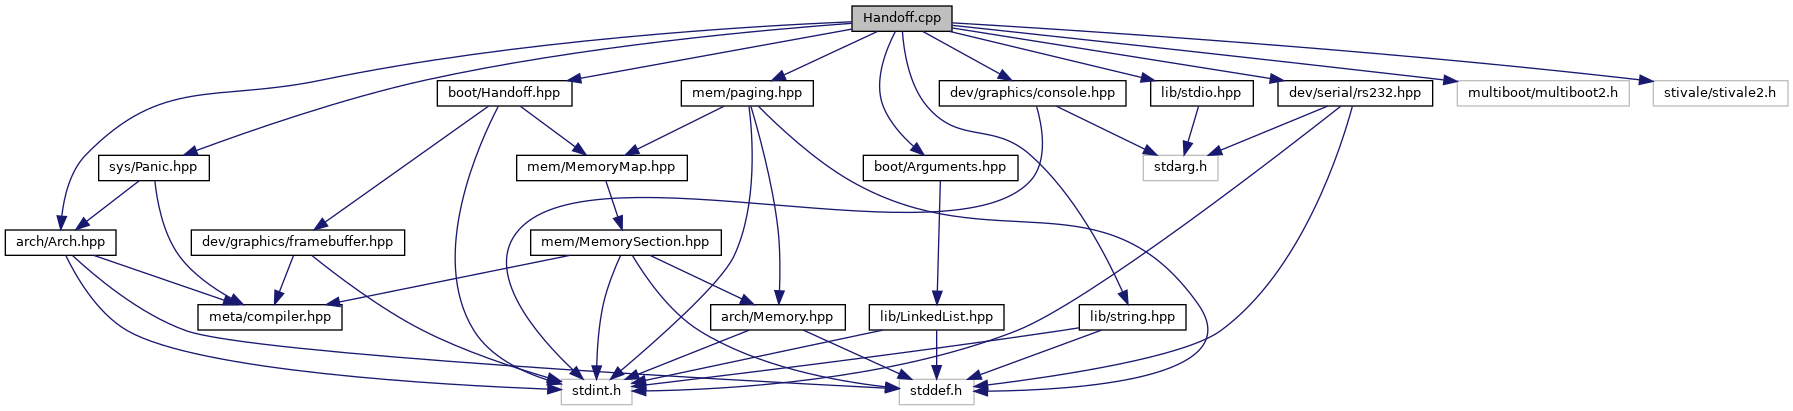 Handoff.cpp
boot/Handoff.hpp
mem/paging.hpp
dev/graphics/console.hpp
lib/stdio.hpp
dev/serial/rs232.hpp
multiboot/multiboot2.h
stivale/stivale2.h
sys/Panic.hpp
mem/MemoryMap.hpp
boot/Arguments.hpp
stdarg.h
arch/Arch.hpp
dev/graphics/framebuffer.hpp
mem/MemorySection.hpp
meta/compiler.hpp
arch/Memory.hpp
lib/LinkedList.hpp
lib/string.hpp
stdint.h
stddef.h